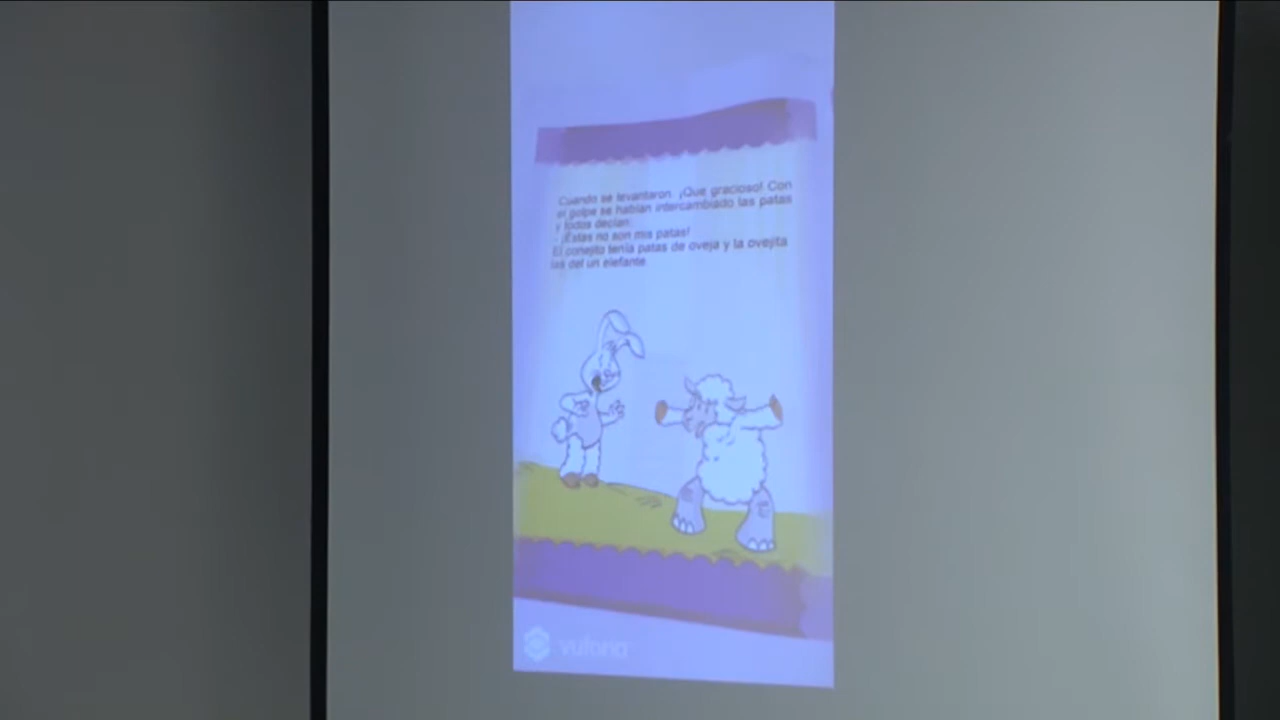 Cuando se levantaron. ¡Que gracioso! Con
el golpe se habían intercambiado las patas
y todos decían:
- ¡Estas no son mis patas!
El conejito tenía patas de oveja y la ovejita
las del un elefante
vuforia